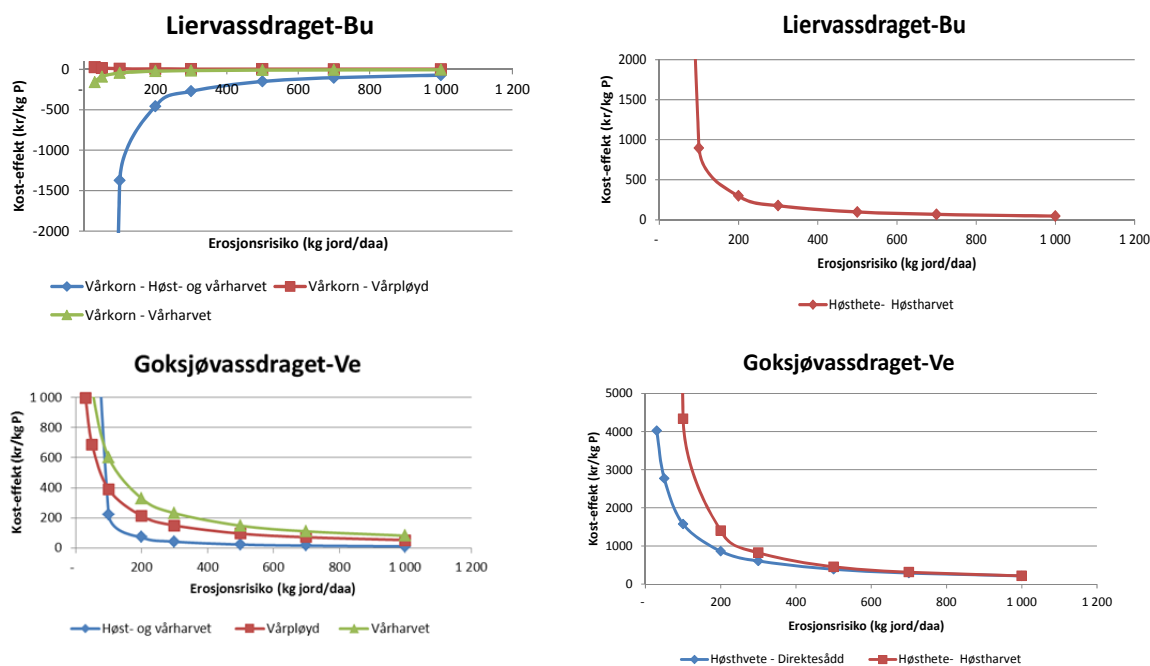 Liervassdraget-Bu
Kost-effekt (kr/kg P)
0
-500
-1000
-1500
-2000
- 200 400 600 800 1 000 1 200
Erosjonsrisiko (kg jord/daa)
Vårkorn - Høst- og vårharvet
Vårkorn - Vårpløyd
Vårkorn - Vårharvet
Liervassdraget-Bu
Kost-effekt (kr/kg P)
2000
1500
1000
500
0
- 200 400 600 800 1 000 1 200
Erosjonsrisiko (kg jord/daa)
Høsthete- Høstharvet
Goksjøvassdraget-Ve
Kost-effekt (kr/kg P)
1 000
800
600
400
200
0
- 200 400 600 800 1 000 1 200
Erosjonsrisiko (kg jord/daa)
Høst- og vårharvet
Vårpløyd
Vårharvet
Goksjøvassdraget-Ve
Kost-effekt (kr/kg P)
5000
4000
3000
2000
1000
0
- 200 400 600 800 1 000 1 200
Erosjonsrisiko (kg jord/daa)
Høsthvete - Direktesådd
Høsthete- Høstharvet